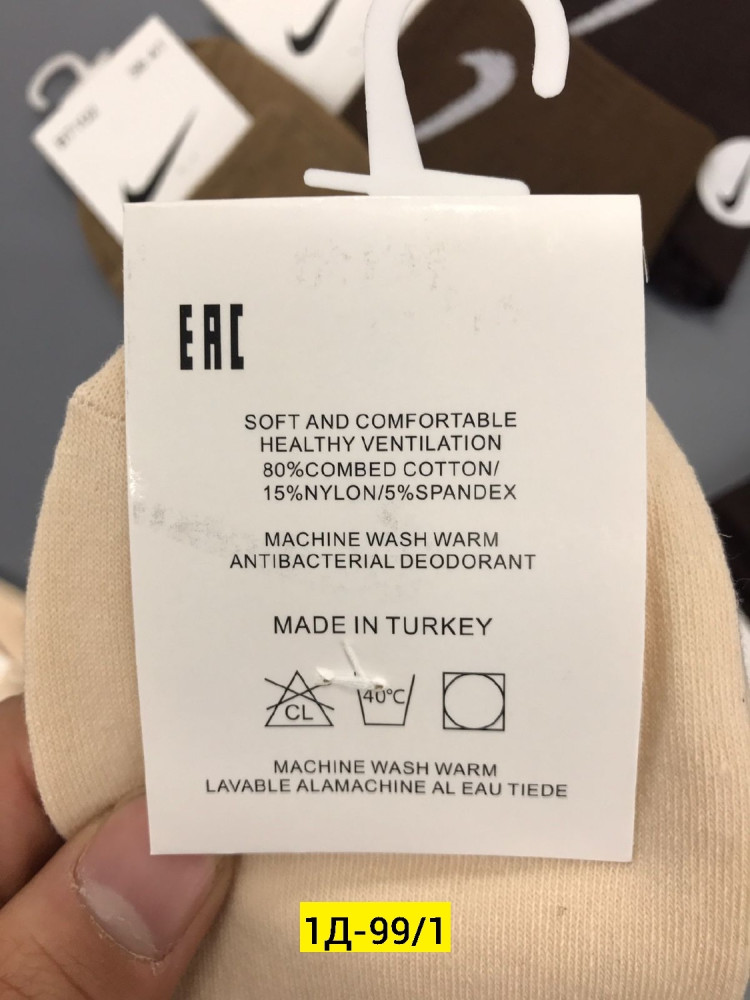 EAC
SOFT AND COMFORTABLE
HEALTHY VENTILATION
80%COMBED COTTON/
15%NYLON/5%SPANDEX
MACHINE WASH WARM
ANTIBACTERIAL DEODORANT
MADE IN TURKEY
CL
40°C
MACHINE WASH WARM
LAVABLE ALAMACHINE AL EAU TIEDE
1Д-99/1